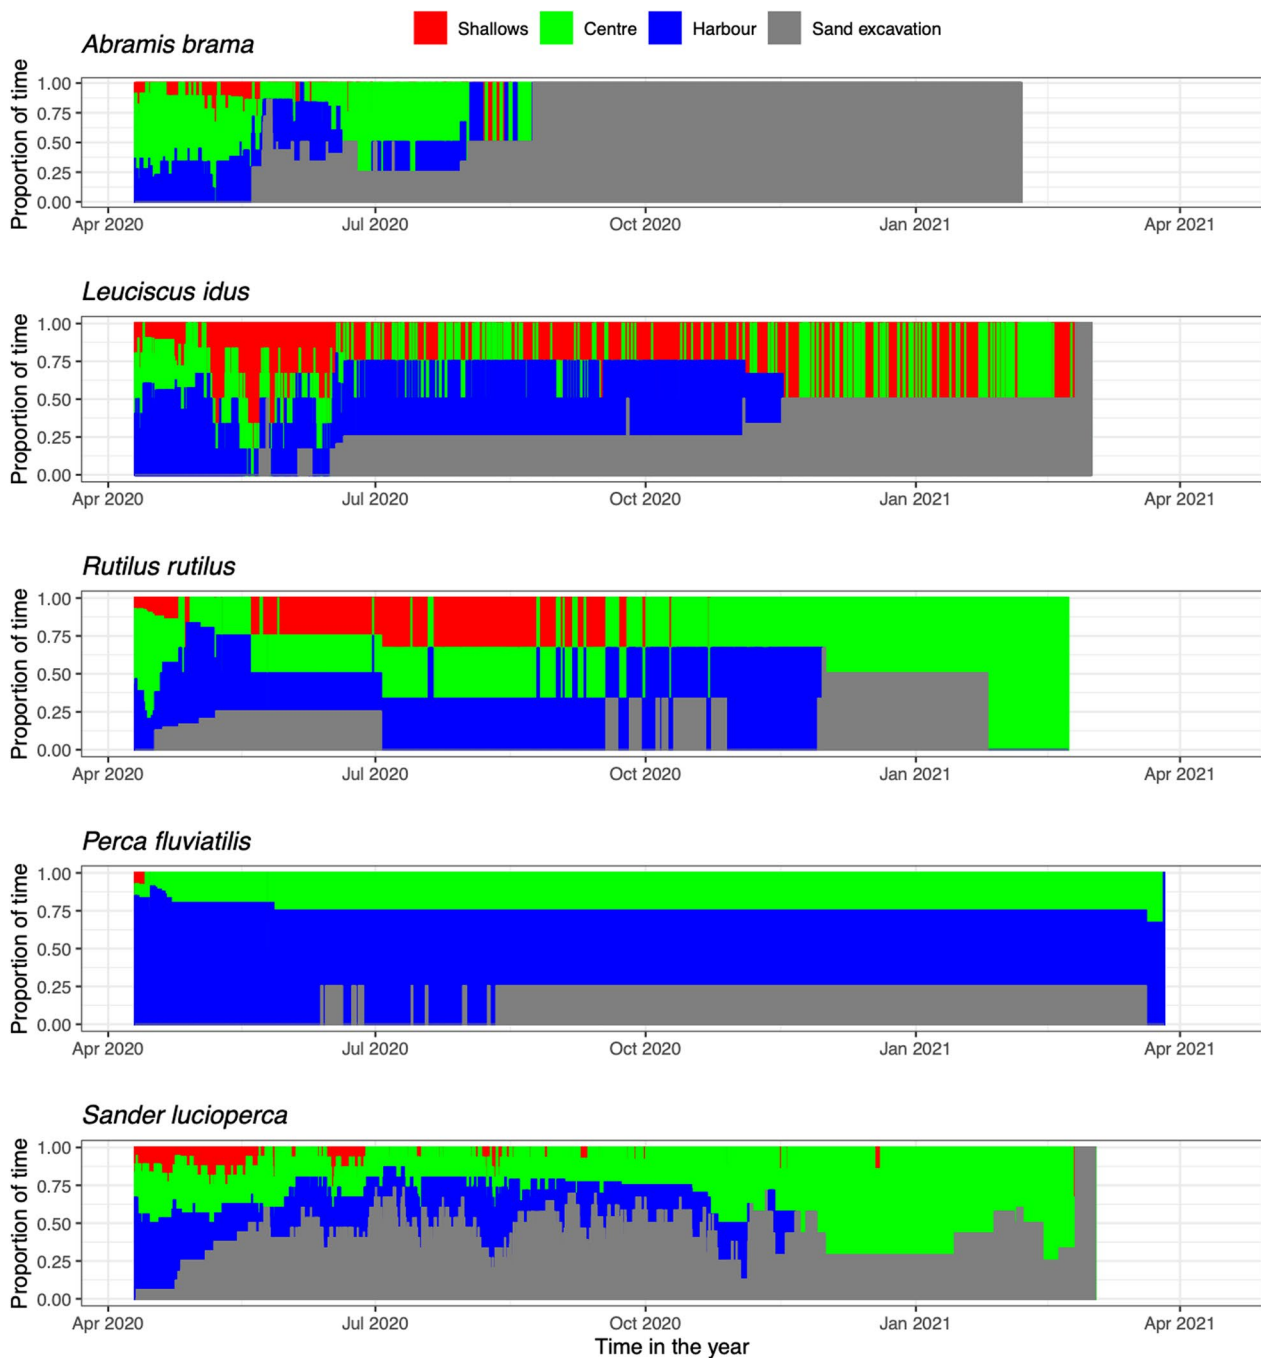 Shallows Centre Harbour Sand excavation
Abramis brama
Proportion of time
1.00
0.75
0.50
0.25
0.00
Apr 2020 Jul 2020 Oct 2020 Jan 2021 Apr 2021
Leuciscus idus
Proportion of time
1.00
0.75
0.50
0.25
0.00
Apr 2020 Jul 2020 Oct 2020 Jan 2021 Apr 2021
Rutilus rutilus
Proportion of time
1.00
0.75
0.50
0.25
0.00
Apr 2020 Jul 2020 Oct 2020 Jan 2021 Apr 2021
Perca fluviatilis
Proportion of time
1.00
0.75
0.50
0.25
0.00
Apr 2020 Jul 2020 Oct 2020 Jan 2021 Apr 2021
Sander lucioperca
Proportion of time
1.00
0.75
0.50
0.25
0.00
Apr 2020 Jul 2020 Oct 2020 Jan 2021 Apr 2021
Time in the year